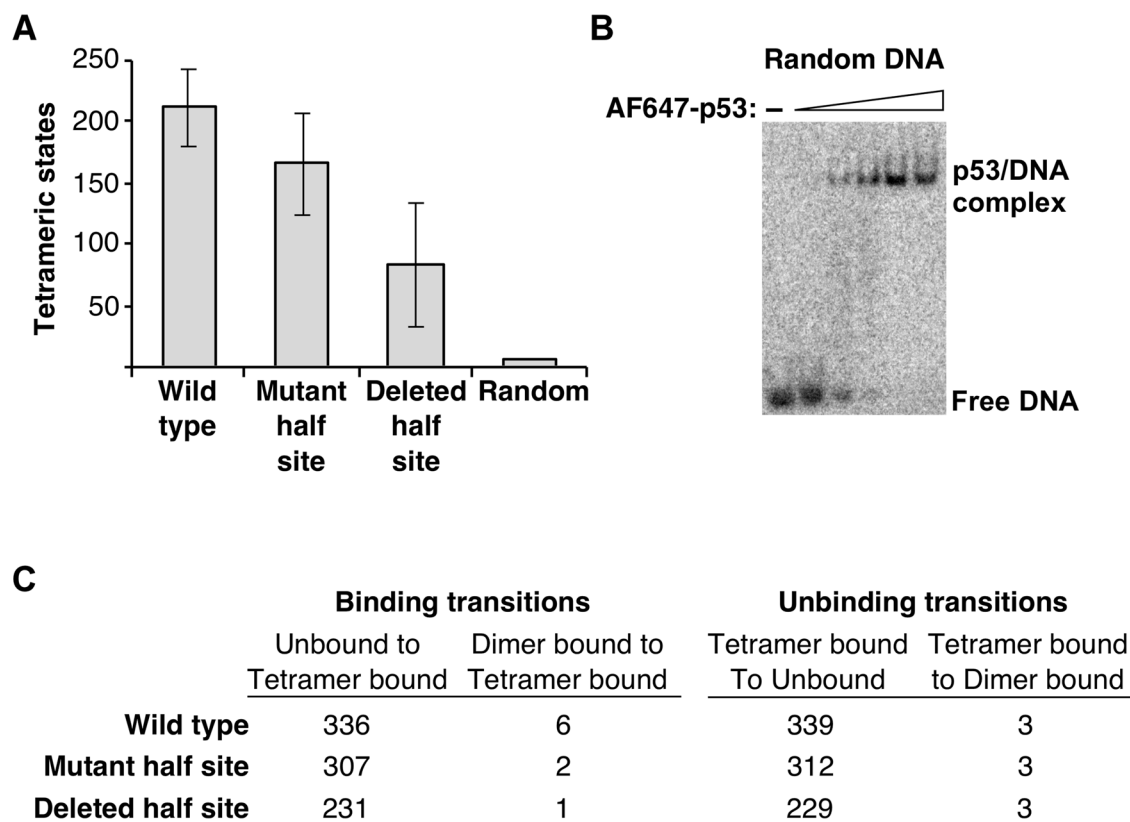 A
250
200
150
100
50
Tetrameric states
Wild
type
Mutant
half
site
Deleted
half
site
Random
B
Random DNA
AF647-p53: –
p53/DNA
complex
Free DNA
C
Binding transitions
Unbinding transitions
Unbound to
Tetramer bound
Dimer bound to
Tetramer bound
Tetramer bound
To Unbound
Tetramer bound
to Dimer bound
Wild type 336 6 339 3
Mutant half site 307 2 312 3
Deleted half site 231 1 229 3